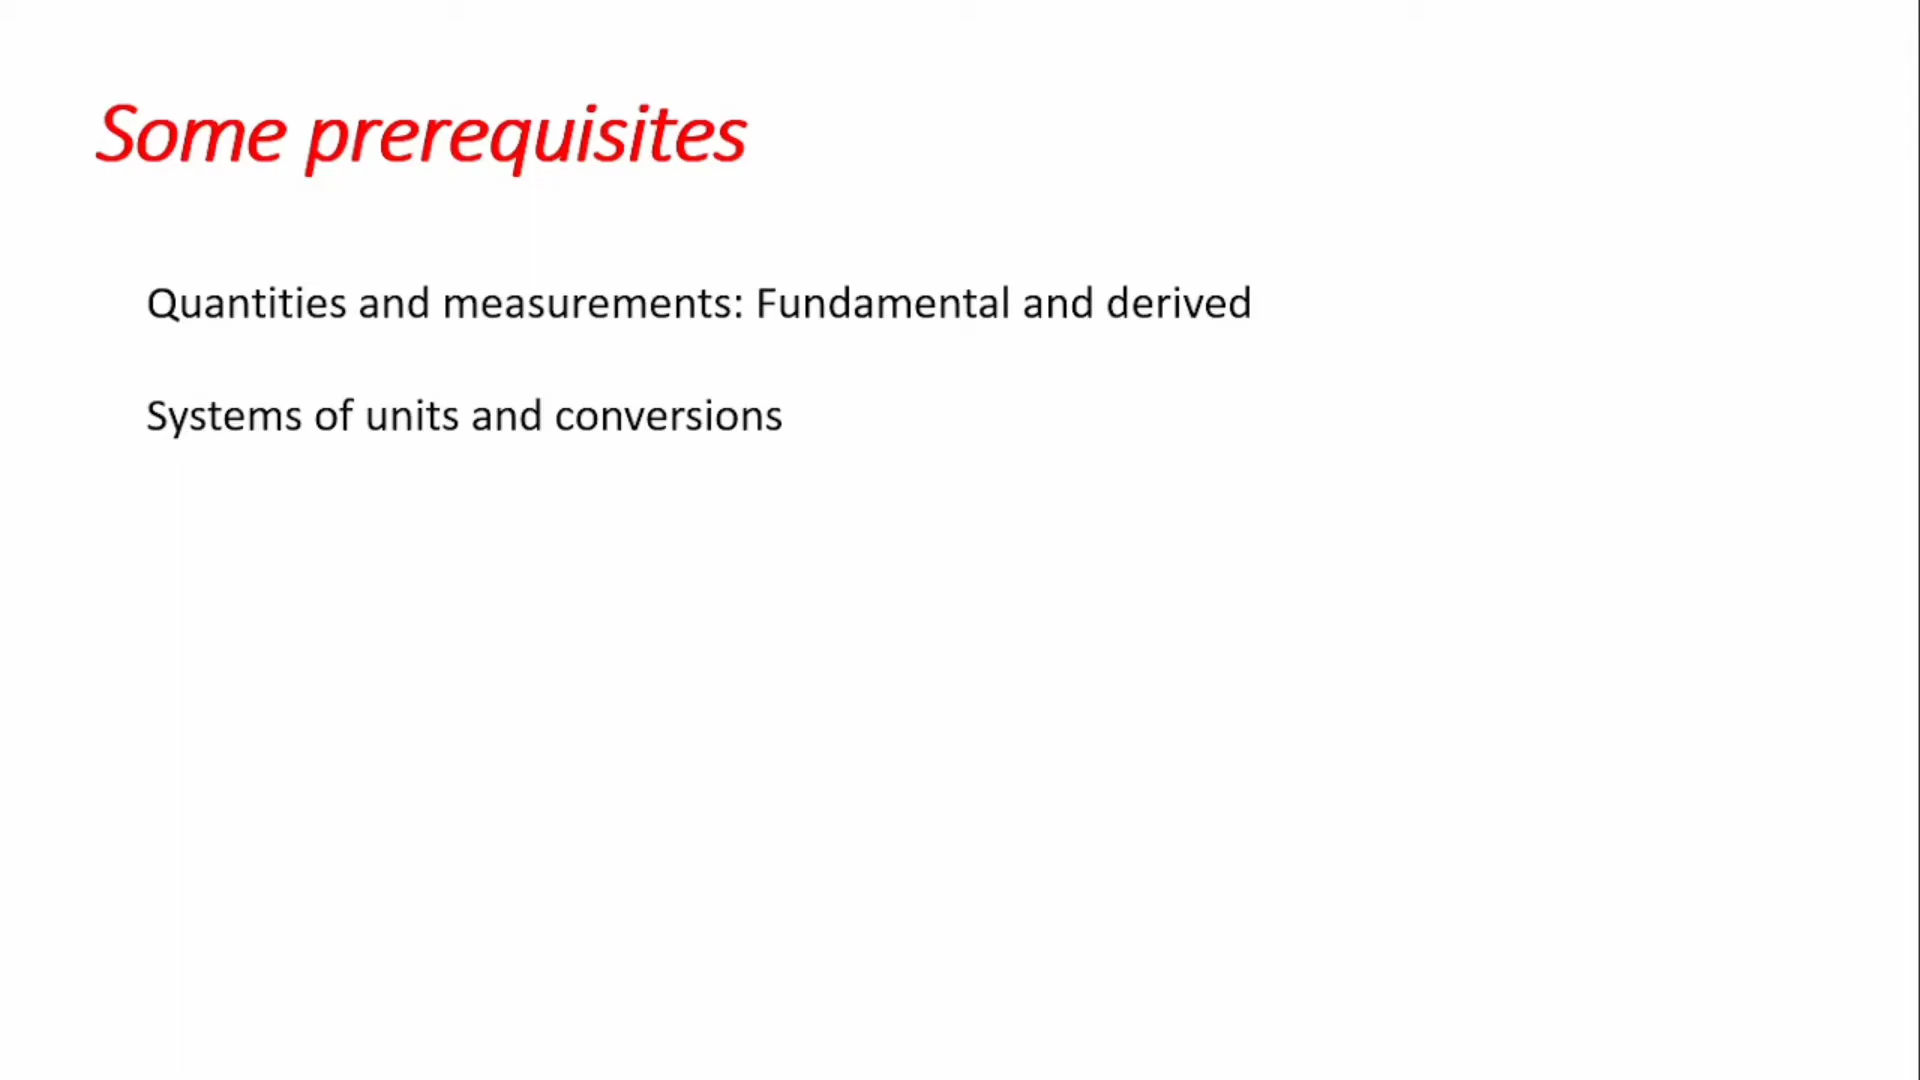 Some prerequisites
Quantities and measurements: Fundamental and derived
Systems of units and conversions